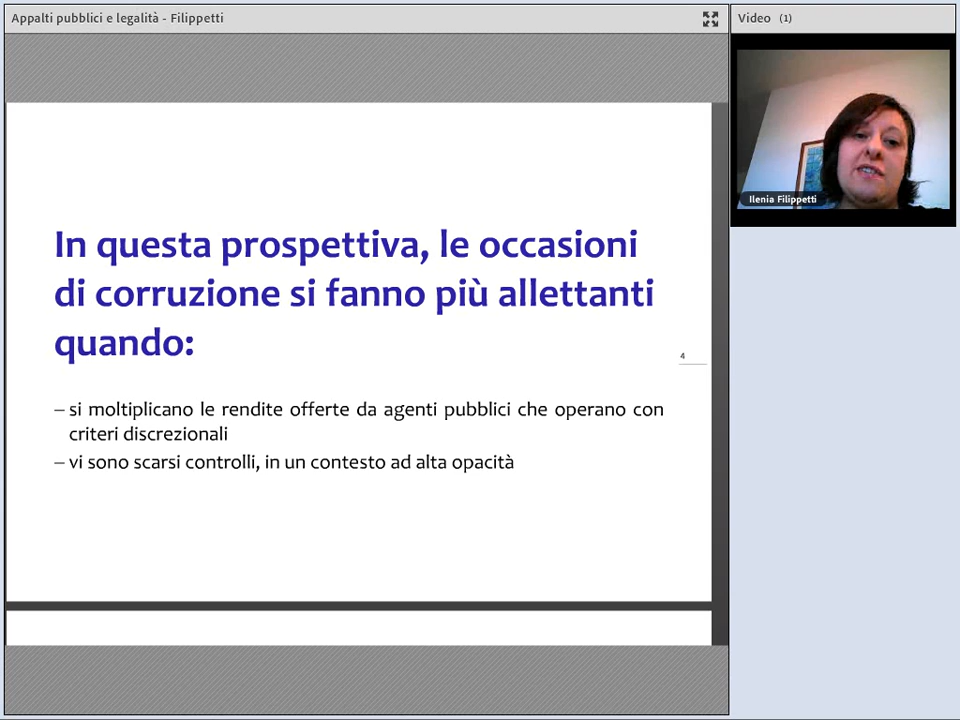 Appalti pubblici e legalità - Filippetti
Video (1)
Ilenia Filippetti
In questa prospettiva, le occasioni
di corruzione si fanno più allettanti
quando:
4
– si moltiplicano le rendite offerte da agenti pubblici che operano con
criteri discrezionali
– vi sono scarsi controlli, in un contesto ad alta opacità